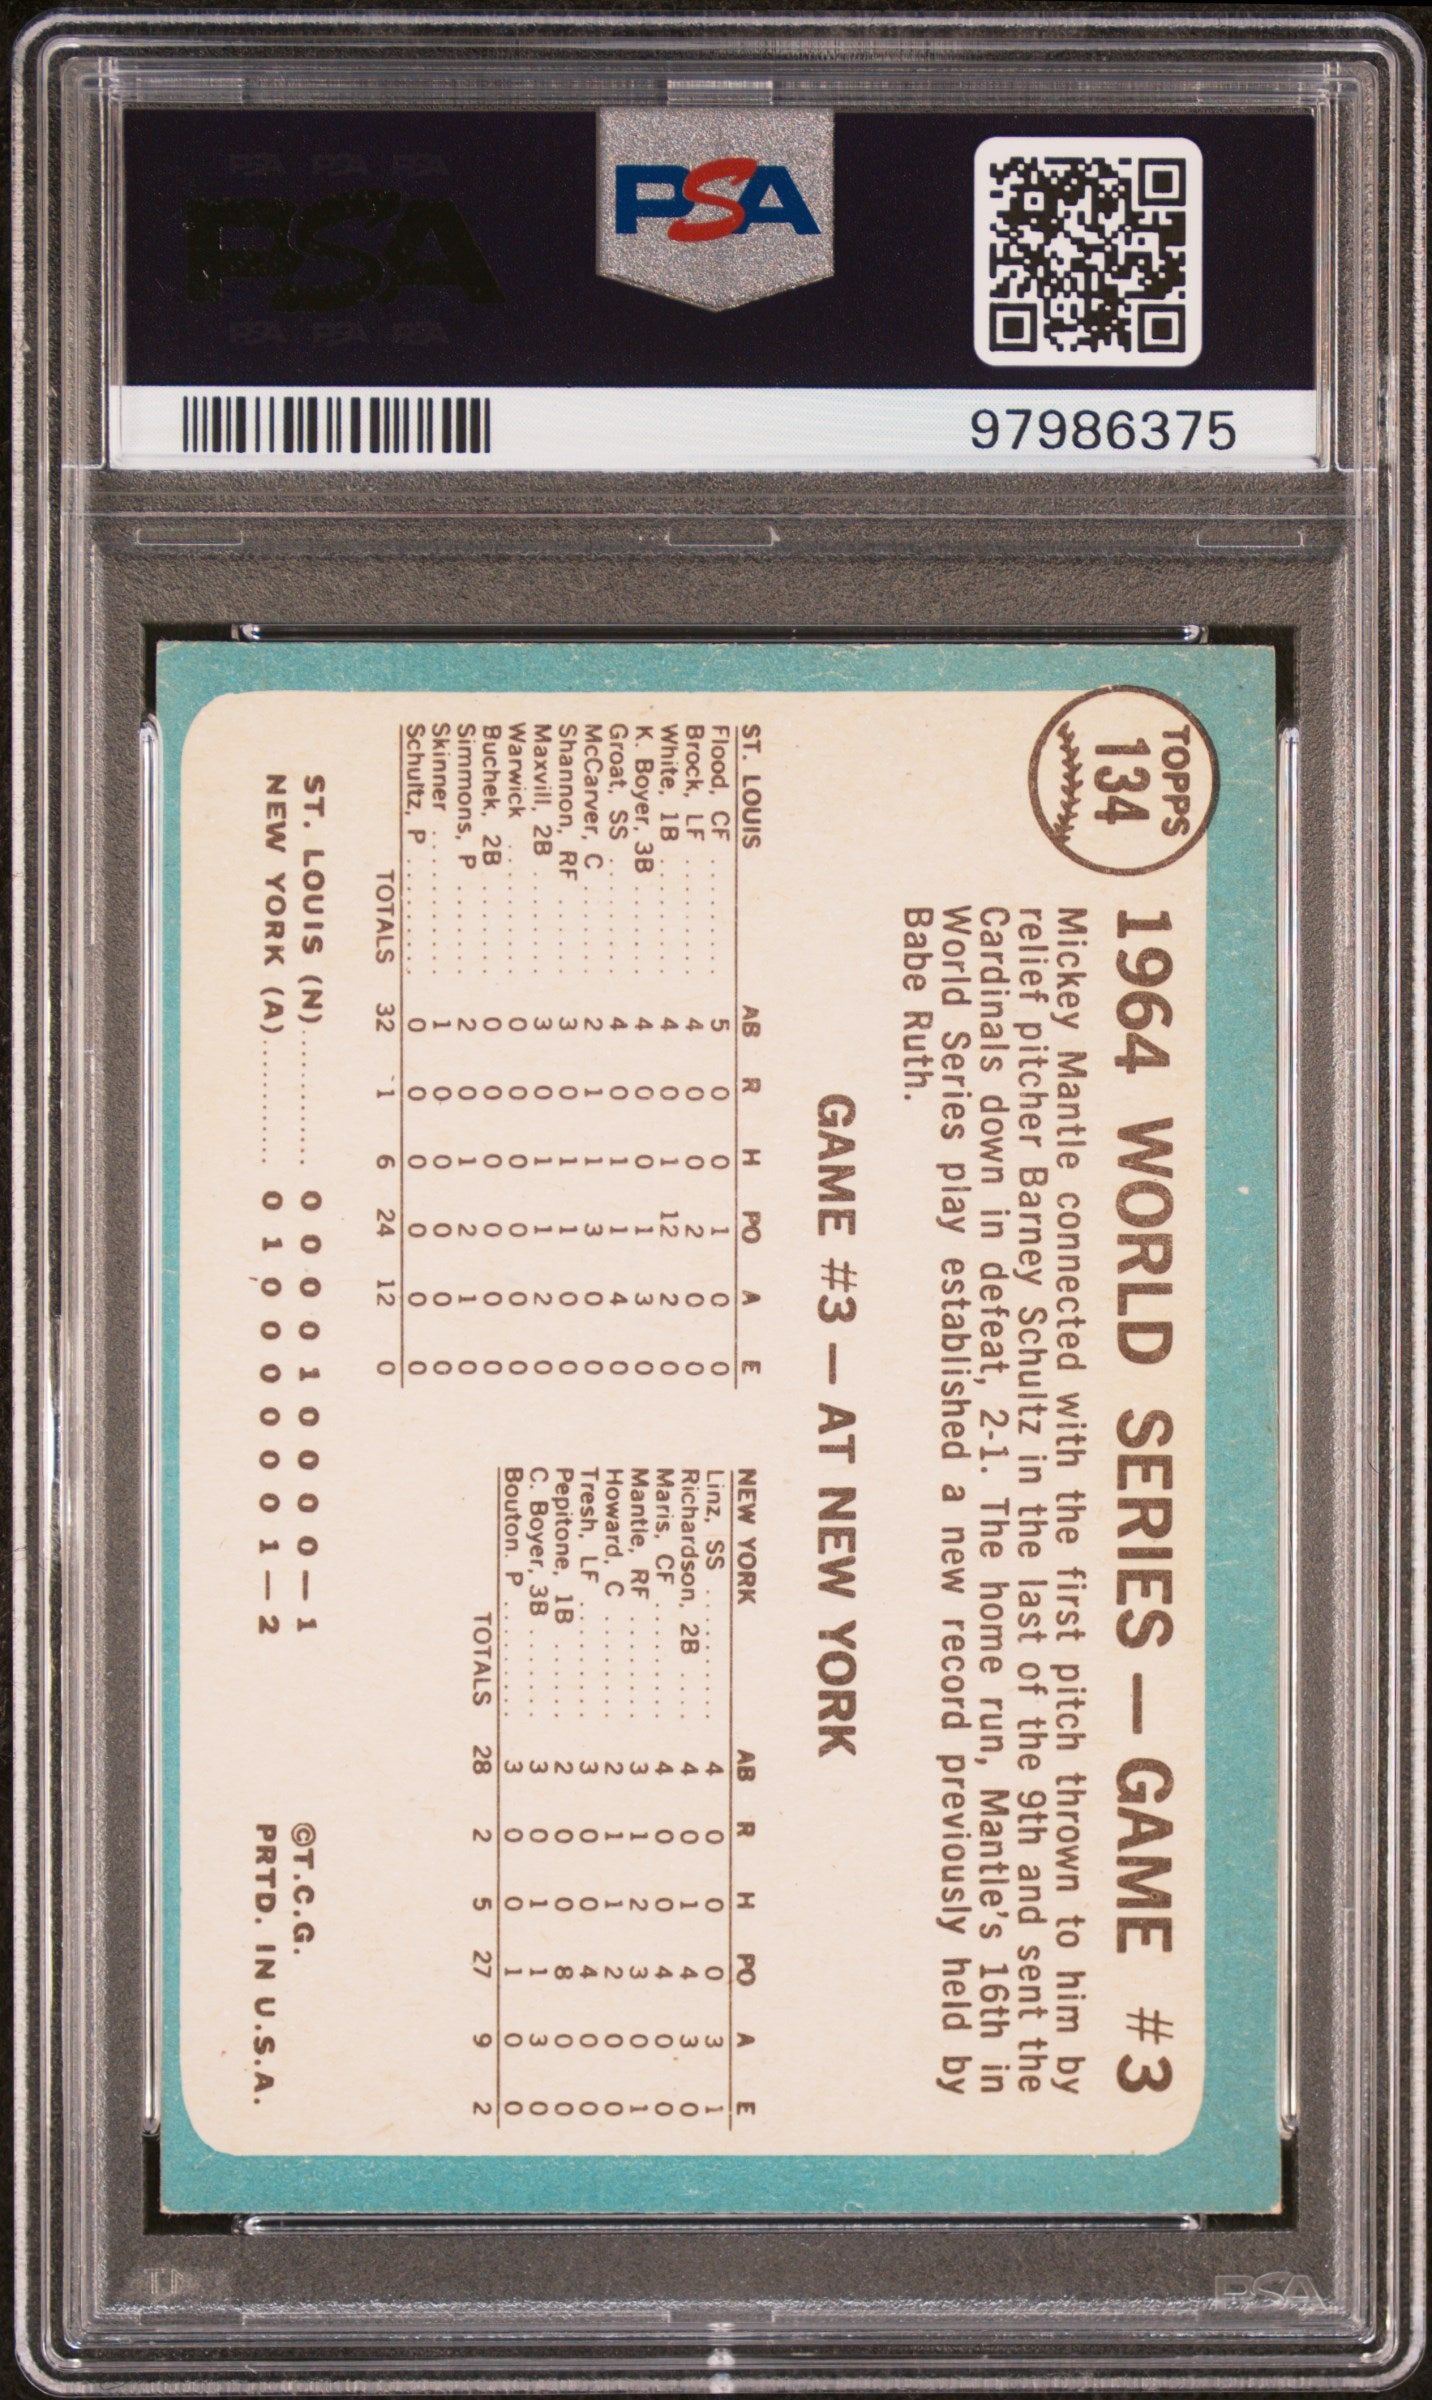 PSA PSA PSA
PSA
PSA PSA PSA
PSA
97986375
TOPPS
134
1964 WORLD SERIES — GAME #3
Mickey Mantle connected with the first pitch thrown to him by
relief pitcher Barney Schultz in the last of the 9th and sent the
Cardinals down in defeat, 2-1. The home run, Mantle's 16th in
World Series play established a new record previously held by
Babe Ruth.
GAME #3 — AT NEW YORK
ST. LOUIS AB R H PO A E
Flood, CF ......... 5 0 0 1 0 0
Brock, LF ......... 4 0 0 2 0 0
White, 1B ......... 4 0 1 12 2 0
K. Boyer, 3B ...... 4 0 0 1 3 0
Groat, SS ......... 4 0 1 1 4 0
McCarver, C ....... 2 1 1 3 0 0
Shannon, RF ....... 3 0 1 1 0 0
Maxvill, 2B ....... 3 0 1 1 2 0
Warwick ........... 0 0 0 0 0 0
Buchek, 2B ........ 0 0 0 0 0 0
Simmons, P ........ 2 0 1 2 1 0
Skinner ........... 1 0 0 0 0 0
Schultz, P ........ 0 0 0 0 0 0
TOTALS 32 1 6 24 12 0
NEW YORK AB R H PO A E
Linz, SS .......... 4 0 0 0 3 1
Richardson, 2B .... 4 0 1 4 3 0
Maris, CF ......... 4 0 0 4 0 0
Mantle, RF ........ 3 1 2 3 0 1
Howard, C ......... 2 1 1 2 0 0
Tresh, LF ......... 3 0 0 4 0 0
Pepitone, 1B ...... 2 0 0 8 0 0
C. Boyer, 3B ...... 3 0 1 1 3 0
Bouton. P ......... 3 0 0 1 0 0
TOTALS 28 2 5 27 9 2
ST. LOUIS (N)........... 0 0 0 0 1 0 0 0 0 — 1
NEW YORK (A)........... 0 1 0 0 0 0 0 0 1 — 2
©T.C.G.
PRTD. IN U.S.A.
PSA